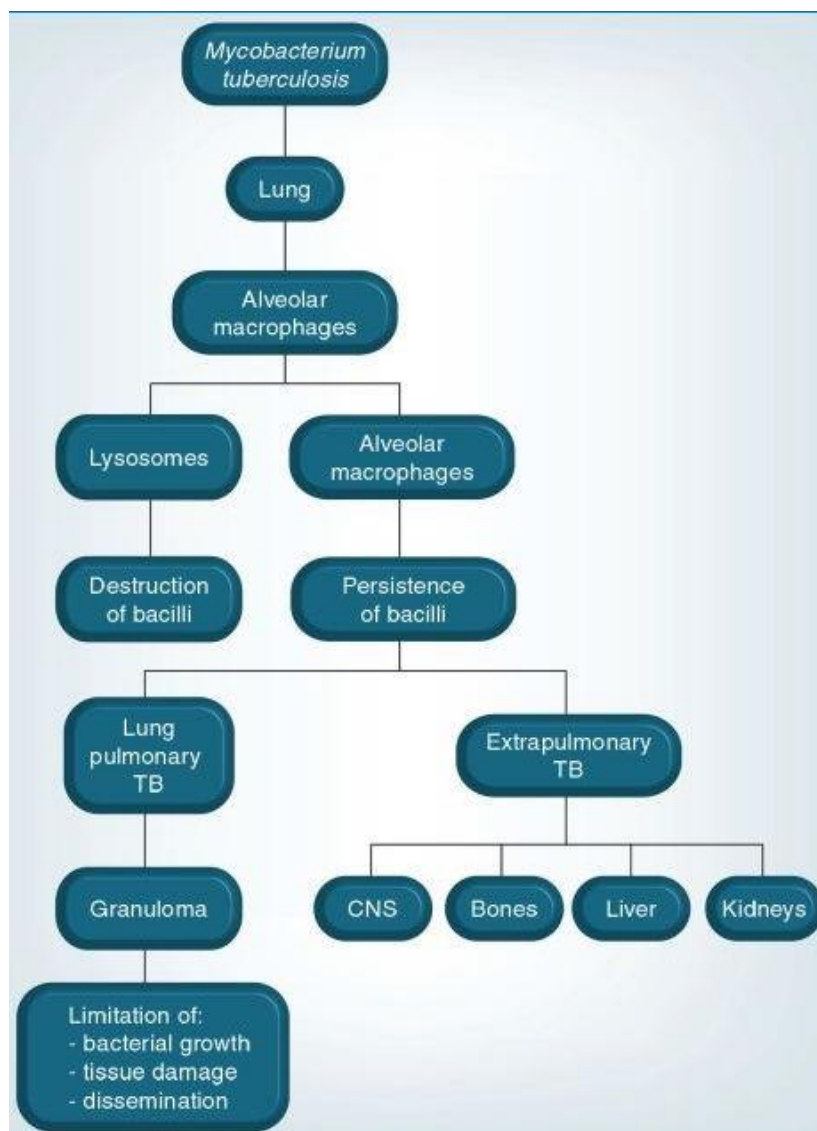 Mycobacterium
tuberculosis
Lung
Alveolar
macrophages
Lysosomes
Alveolar
macrophages
Destruction
of bacilli
Persistence
of bacilli
Lung
pulmonary
TB
Extrapulmonary
TB
Granuloma
CNS
Bones
Liver
Kidneys
Limitation of:
- bacterial growth
- tissue damage
- dissemination